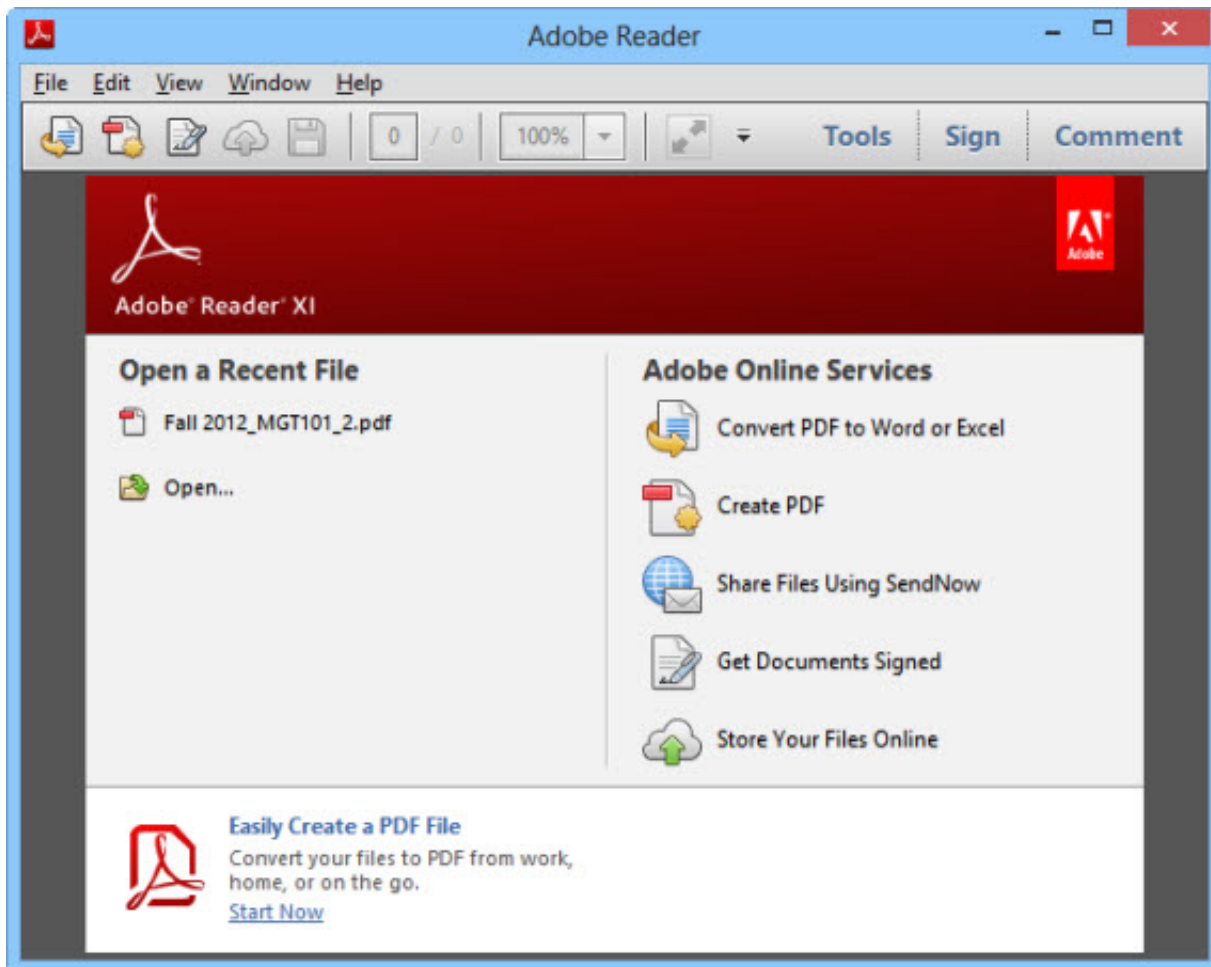 Adobe Reader
File Edit View Window Help
0 / 0 100% Tools Sign Comment
Adobe
Adobe® Reader® XI
Open a Recent File
Fall 2012_MGT101_2.pdf
Open...
Adobe Online Services
Convert PDF to Word or Excel
Create PDF
Share Files Using SendNow
Get Documents Signed
Store Your Files Online
Easily Create a PDF File
Convert your files to PDF from work,
home, or on the go.
Start Now